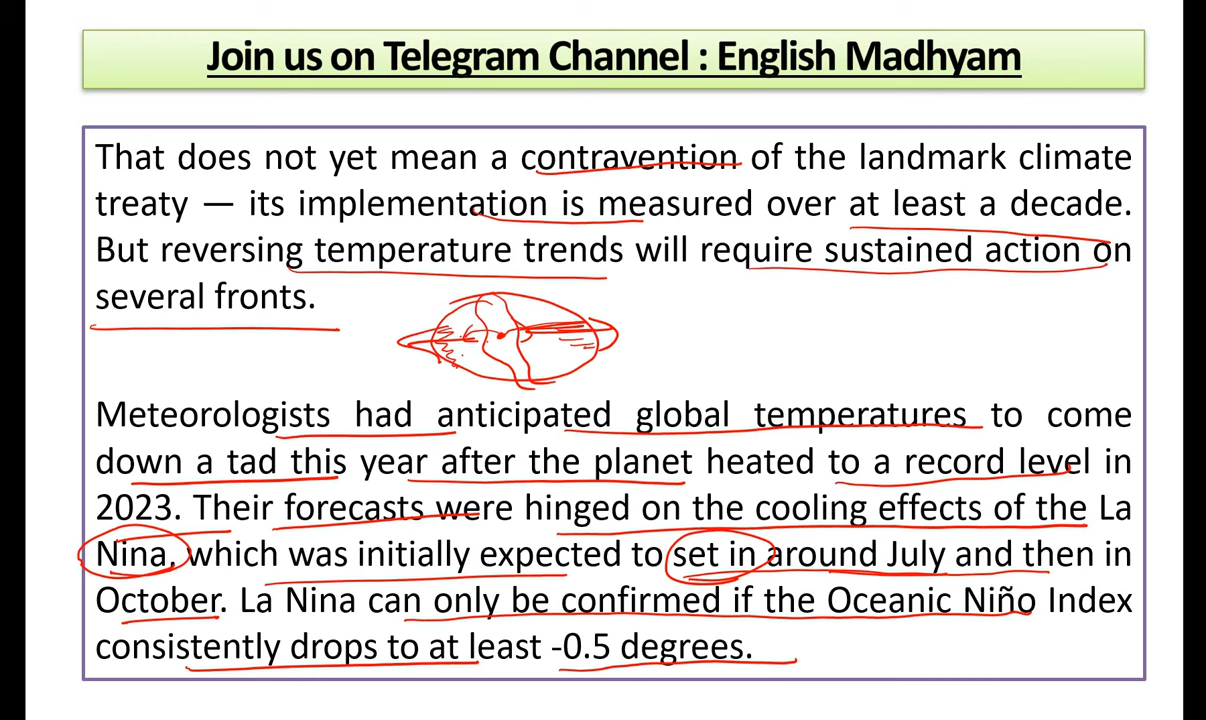 Join us on Telegram Channel : English Madhyam
That does not yet mean a contravention of the landmark climate
treaty — its implementation is measured over at least a decade.
But reversing temperature trends will require sustained action on
several fronts.
Meteorologists had anticipated global temperatures to come
down a tad this year after the planet heated to a record level in
2023. Their forecasts were hinged on the cooling effects of the La
Nina, which was initially expected to set in around July and then in
October. La Nina can only be confirmed if the Oceanic Niño Index
consistently drops to at least -0.5 degrees.